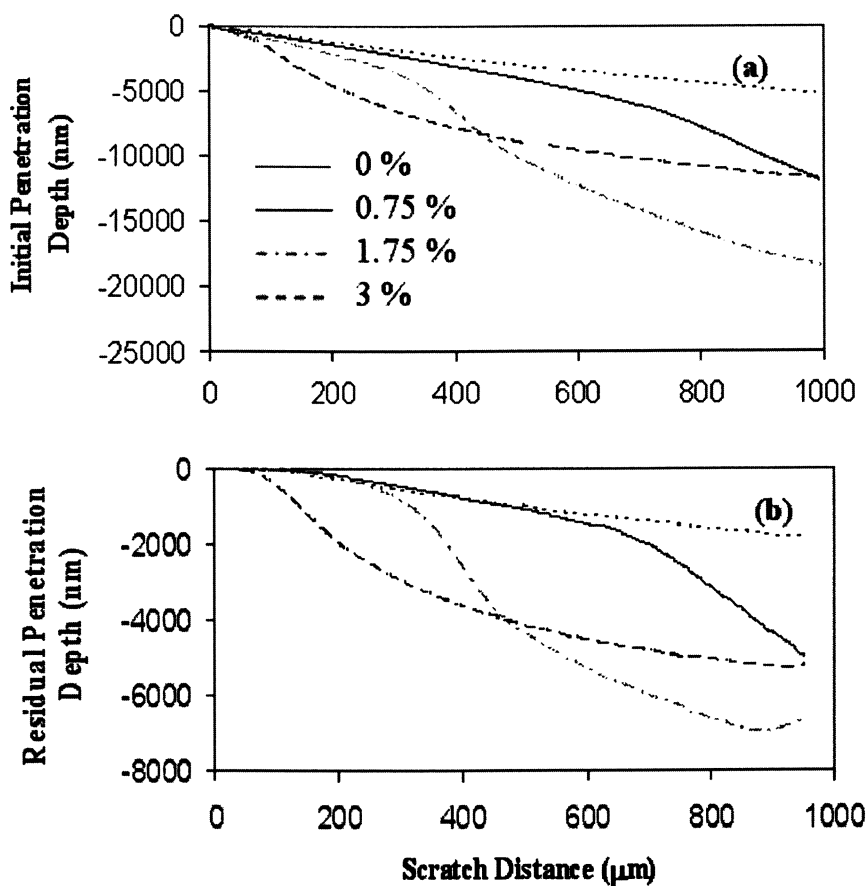 Initial Penetration
Depth (nm)
0
-5000
-10000
-15000
-20000
-25000
(a)
0 %
0.75 %
1.75 %
3 %
0 200 400 600 800 1000
Residual Penetration
Depth (nm)
0
-2000
-4000
-6000
-8000
(b)
0 200 400 600 800 1000
Scratch Distance (μm)